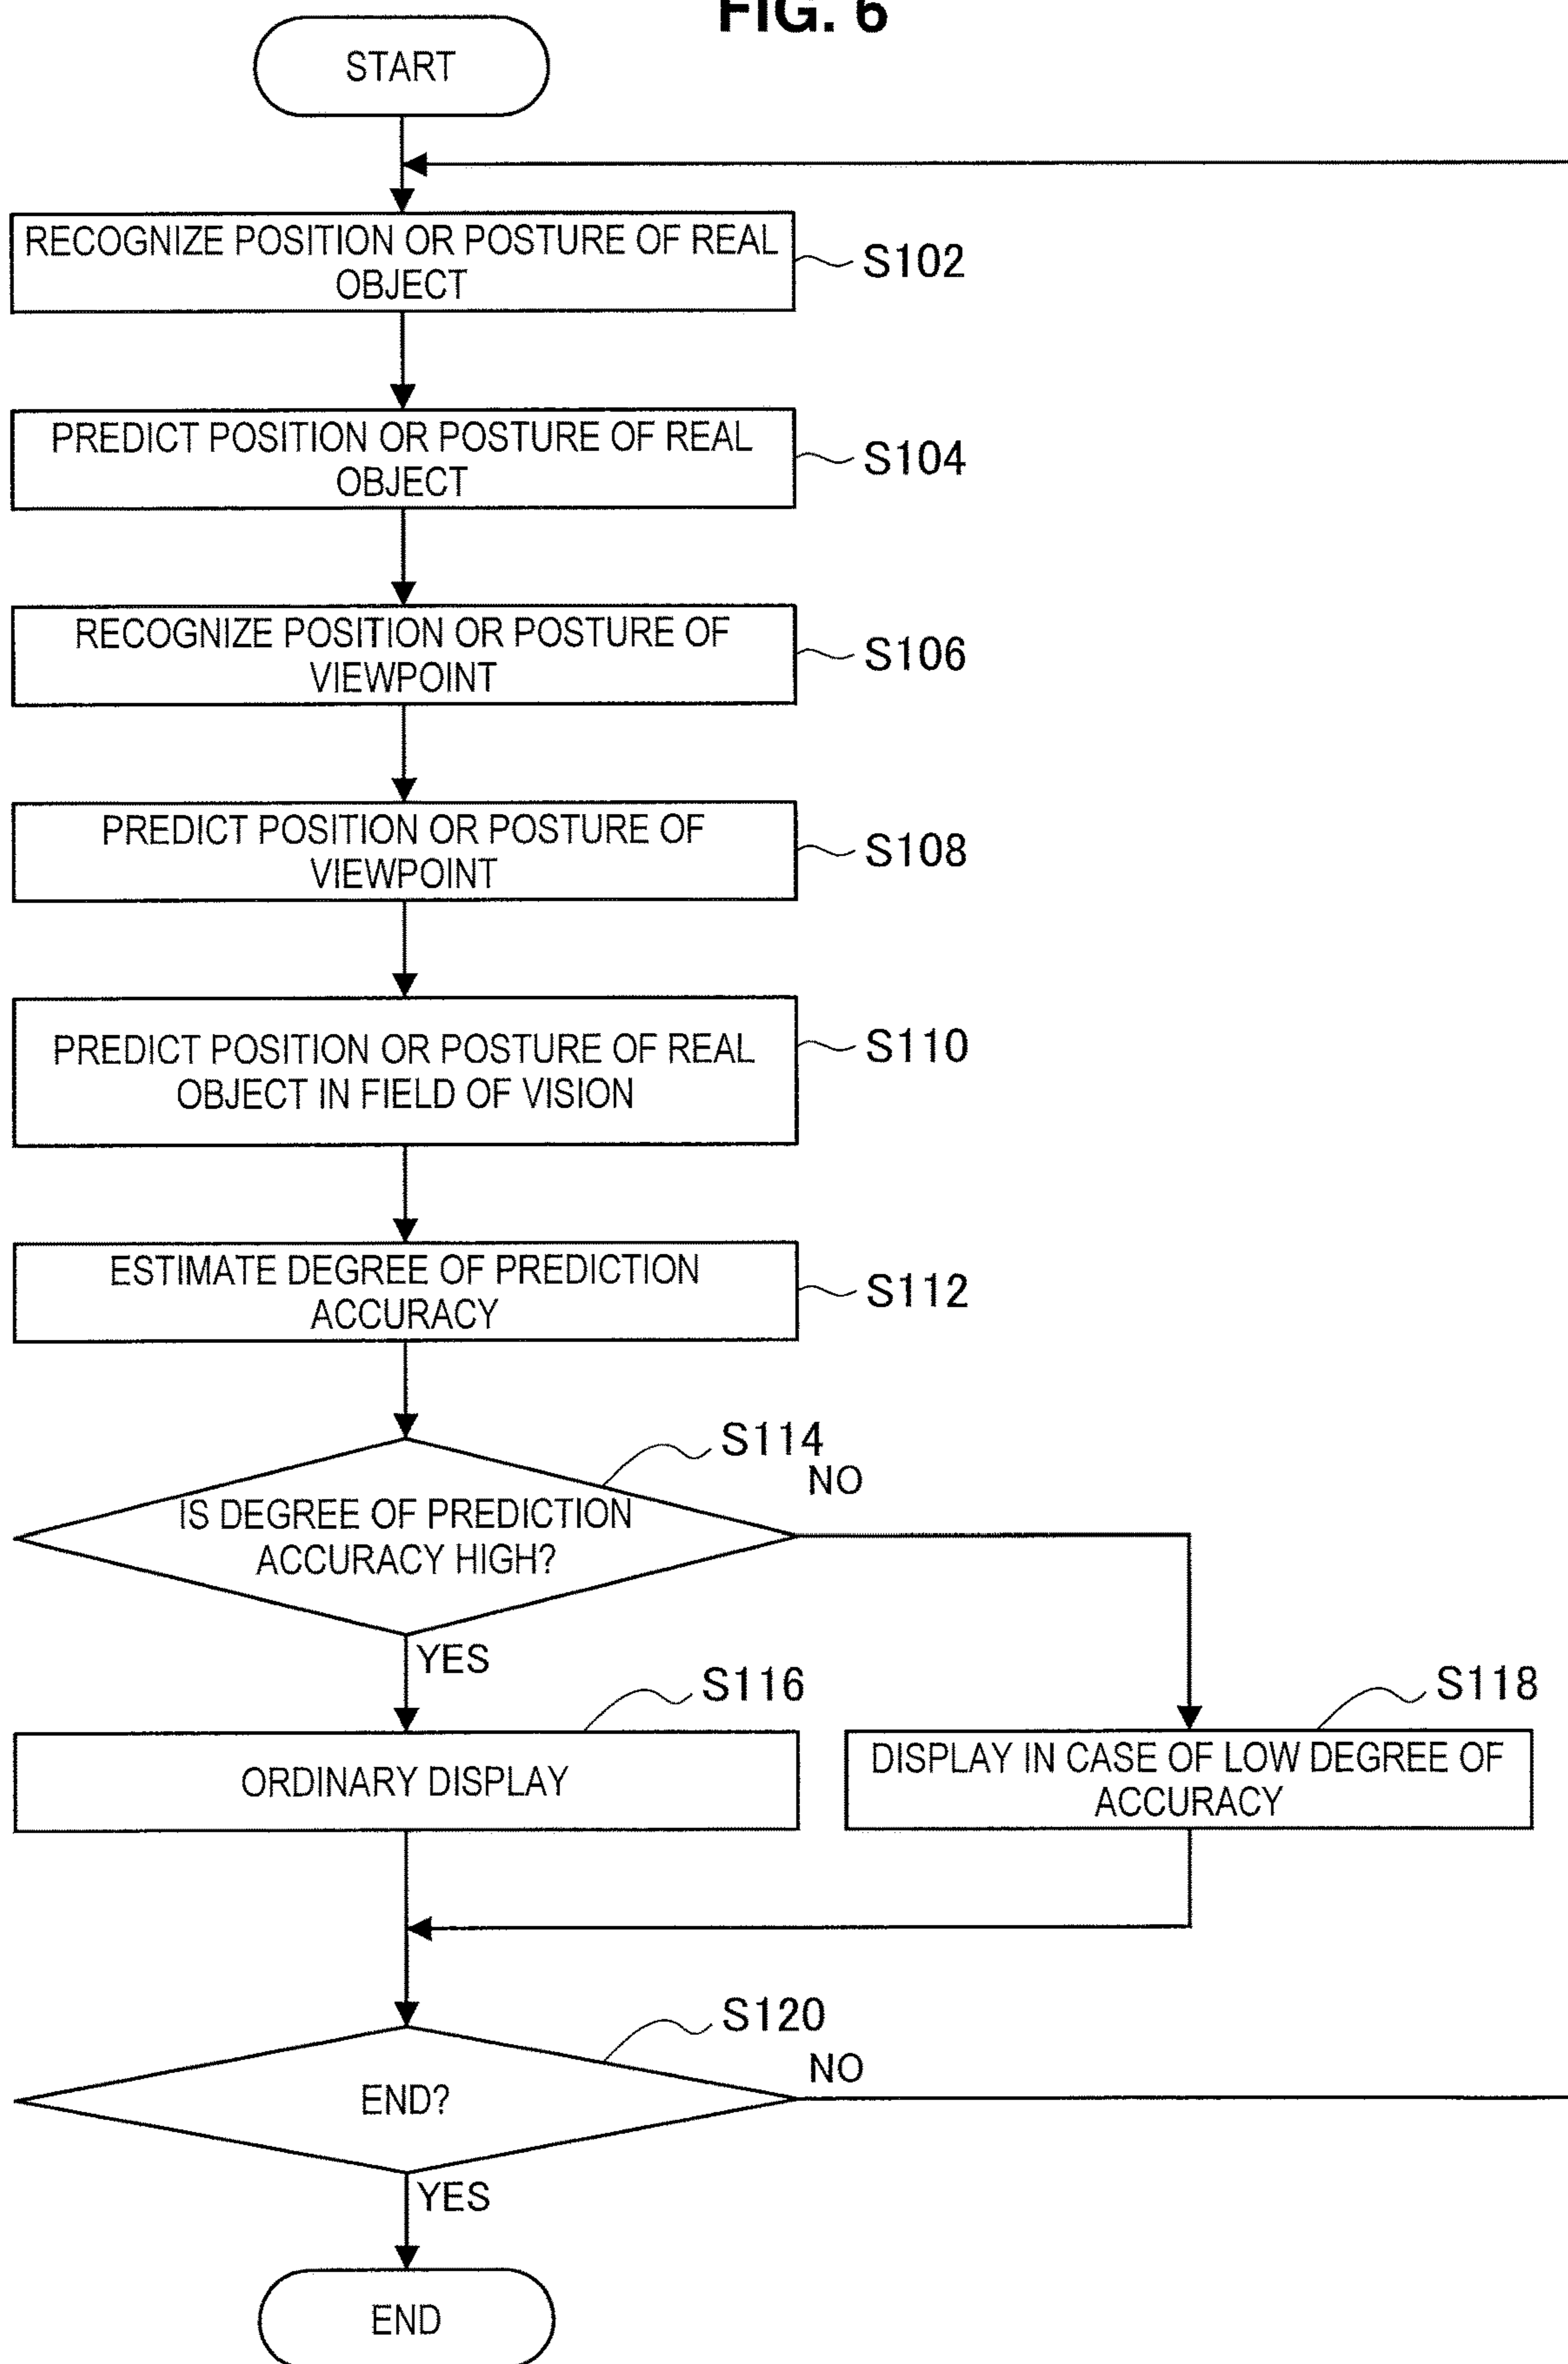 FIG. 6
START
RECOGNIZE POSITION OR POSTURE OF REAL
OBJECT
S102
PREDICT POSITION OR POSTURE OF REAL
OBJECT
S104
RECOGNIZE POSITION OR POSTURE OF
VIEWPOINT
S106
PREDICT POSITION OR POSTURE OF
VIEWPOINT
S108
PREDICT POSITION OR POSTURE OF REAL
OBJECT IN FIELD OF VISION
S110
ESTIMATE DEGREE OF PREDICTION
ACCURACY
S112
S114
NO
IS DEGREE OF PREDICTION
ACCURACY HIGH?
YES
S116
ORDINARY DISPLAY
S118
DISPLAY IN CASE OF LOW DEGREE OF
ACCURACY
S120
NO
END?
YES
END